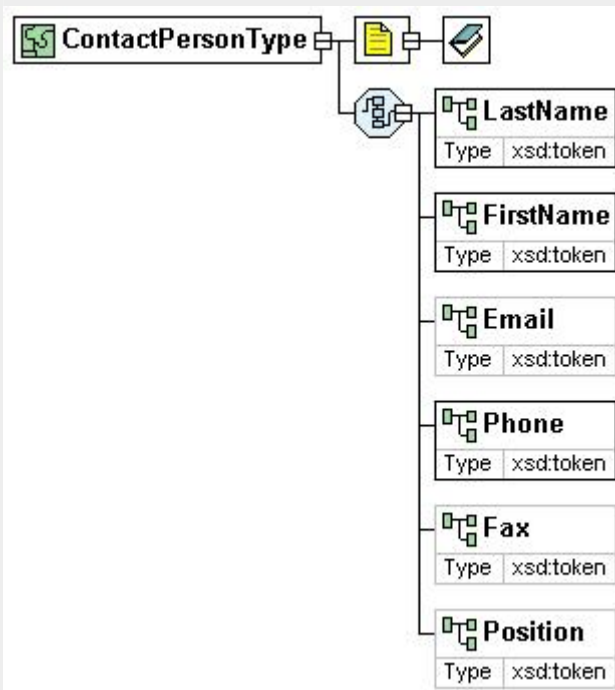 ContactPersonType
LastName
Type xsd:token
FirstName
Type xsd:token
Email
Type xsd:token
Phone
Type xsd:token
Fax
Type xsd:token
Position
Type xsd:token